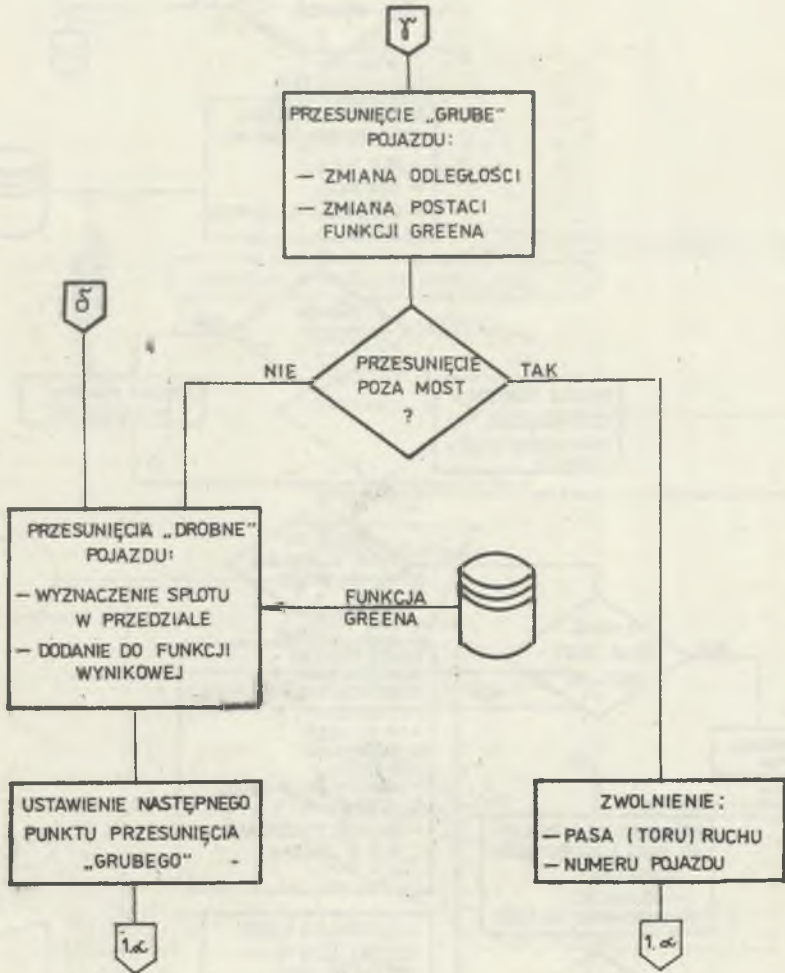 γ
PRZESUNIĘCIE „GRUBE"
POJAZDU:
— ZMIANA ODLEGŁOŚCI
— ZMIANA POSTACI
FUNKCJI GREENA
δ
NIE
PRZESUNIĘCIE
POZA MOST
?
TAK
PRZESUNIĘCIA „DROBNE"
POJAZDU:
— WYZNACZENIE SPLOTU
W PRZEDZIALE
— DODANIE DO FUNKCJI
WYNIKOWEJ
FUNKCJA
GREENA
USTAWIENIE NASTĘPNEGO
PUNKTU PRZESUNIĘCIA
„GRUBEGO"
ZWOLNIENIE:
— PASA (TORU) RUCHU
— NUMERU POJAZDU
1.α
1.α